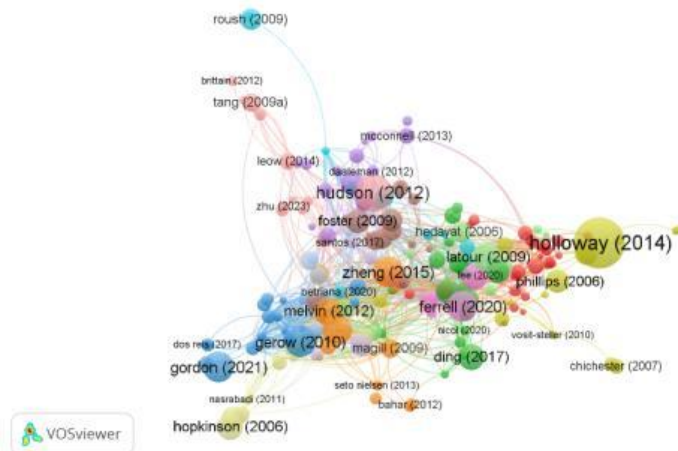 roush (2009)
brittain (2012)
tang (2009a)
mcconnell (2013)
leow (2014)
dasieman (2012)
hudson (2012)
zhu (2023)
foster (2009)
hedayat (2006)
santos (2017)
holloway (2014)
latour (2009)
zheng (2015)
lee (2020)
phillips (2006)
betriana (2020)
ferrell (2020)
melvin (2012)
nicol (2020)
vosit-steller (2010)
dos reis (2017)
gerow (2010)
magill (2009)
ding (2017)
gordon (2021)
chichester (2007)
seto nielsen (2013)
nasrabadi (2011)
bahar (2012)
hopkinson (2006)
VOSviewer